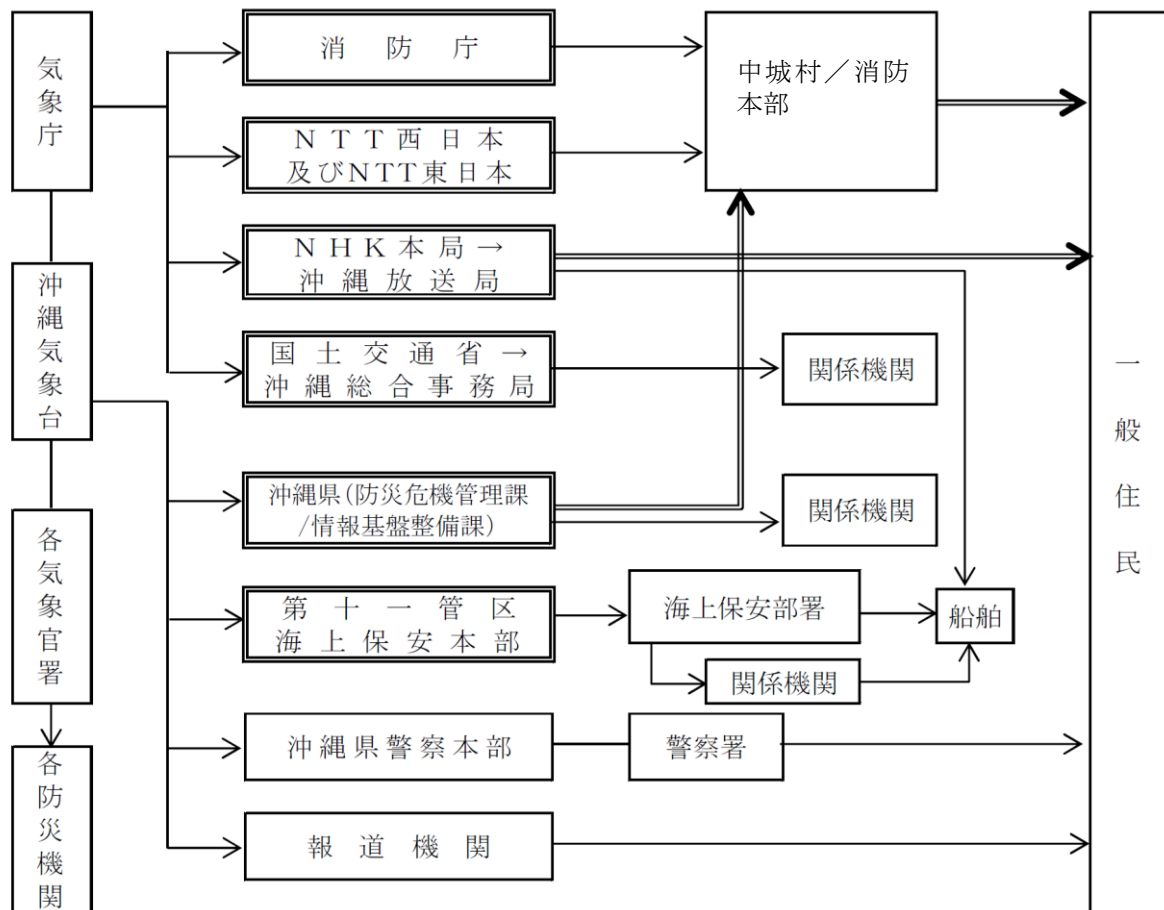 気象庁
沖縄気象台
各気象官署
各防災機関
消防庁
NTT西日本
及びNTT東日本
NHK本局→
沖縄放送局
国土交通省→
沖縄総合事務局
沖縄県(防災危機管理課
/情報基盤整備課)
第十一管区
海上保安本部
沖縄県警察本部
報道機関
中城村／消防
本部
関係機関
関係機関
海上保安部署
関係機関
船舶
警察署
一般住民